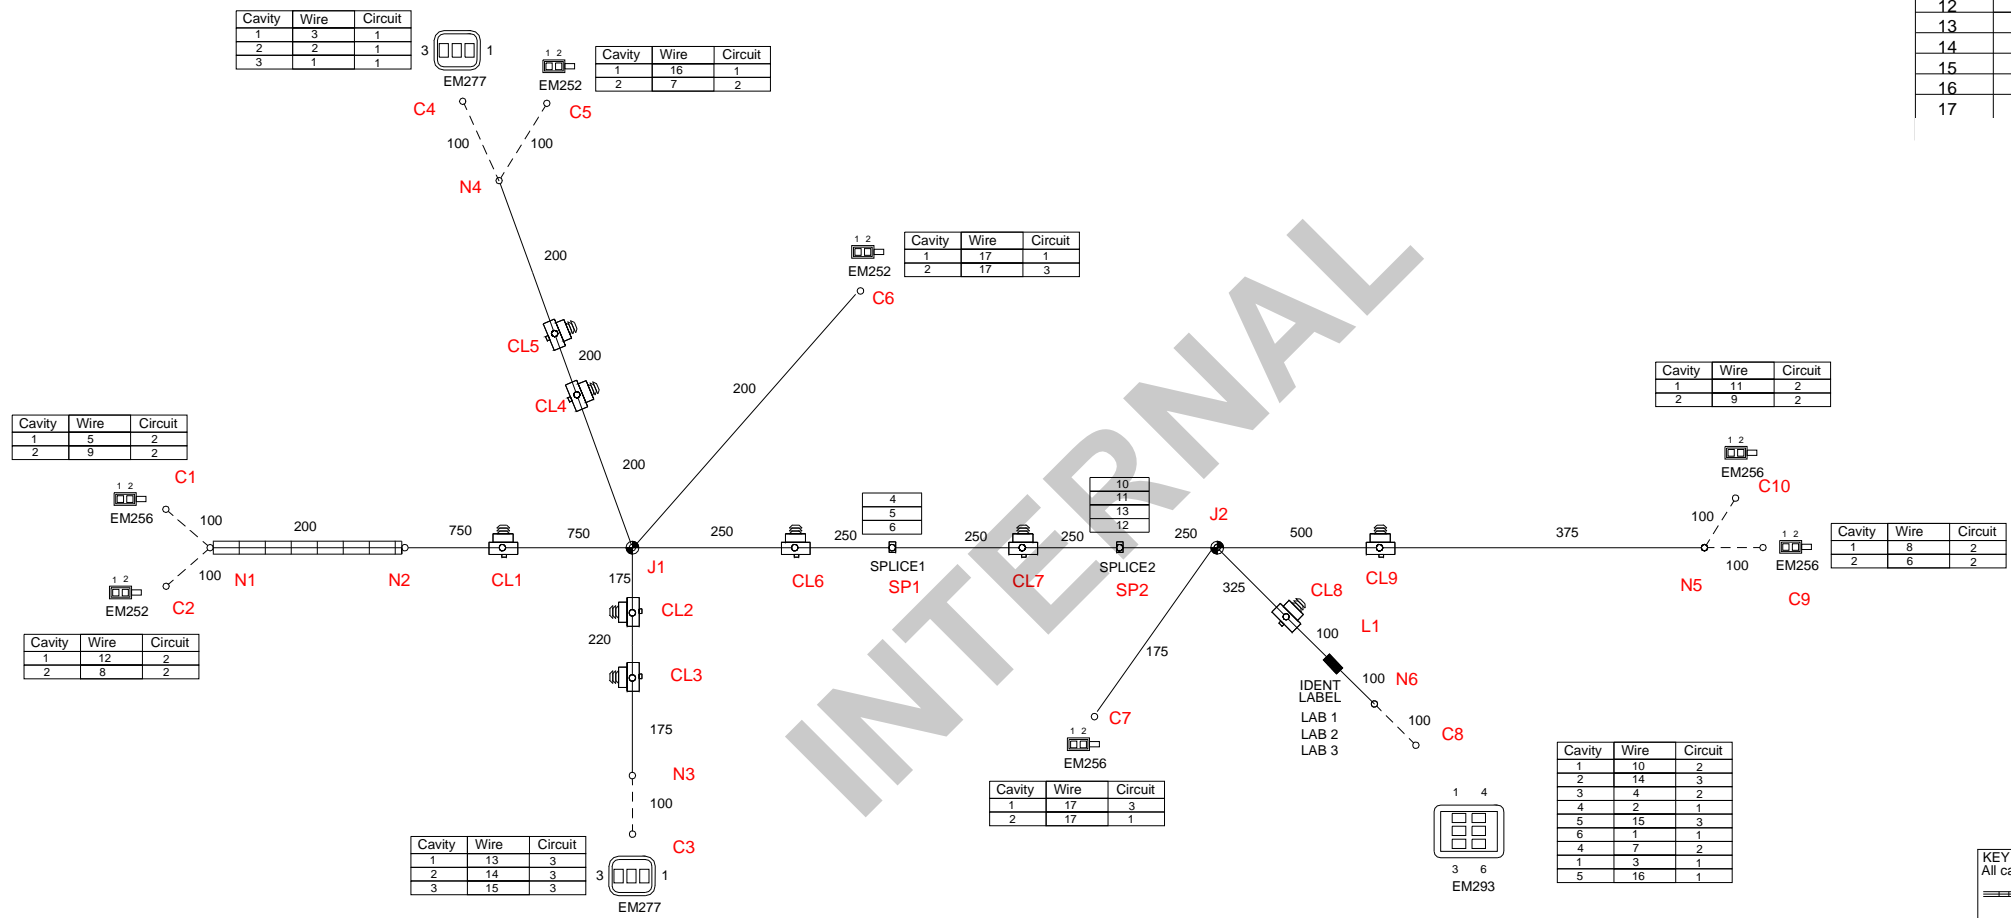 Cavity Wire Circuit
1 3 1
2 2 1
3 1 1
3 1
EM277
C4
1 2
EM252
C5
Cavity Wire Circuit
1 16 1
2 7 2
12
13
14
15
16
17
100 100
N4
200
CL5
200
CL4
200
1 2
EM252
C6
Cavity Wire Circuit
1 17 1
2 17 3
200
Cavity Wire Circuit
1 5 2
2 9 2
C1
1 2
EM256
100
200
100
N1
N2
1 2
EM252
C2
Cavity Wire Circuit
1 12 2
2 8 2
750
CL1
750
J1
250
CL6
250
4
5
6
SPLICE1
SP1
250
CL7
250
10
11
13
12
SPLICE2
SP2
250
J2
500
CL9
375
175
CL2
220
CL3
175
N3
100
C3
Cavity Wire Circuit
1 13 3
2 14 3
3 15 3
3 1
EM277
175
C7
1 2
EM256
Cavity Wire Circuit
1 17 3
2 17 1
325
CL8
100
L1
IDENT
LABEL
LAB 1
LAB 2
LAB 3
100
N6
100
C8
1 4
3 6
EM293
Cavity Wire Circuit
1 10 2
2 14 3
3 4 2
4 2 1
5 15 3
6 1 1
4 7 2
1 3 1
5 16 1
Cavity Wire Circuit
1 11 2
2 9 2
1 2
EM256
C10
100
N5
100
1 2
EM256
C9
Cavity Wire Circuit
1 8 2
2 6 2
INTERNAL
KEY
All ca